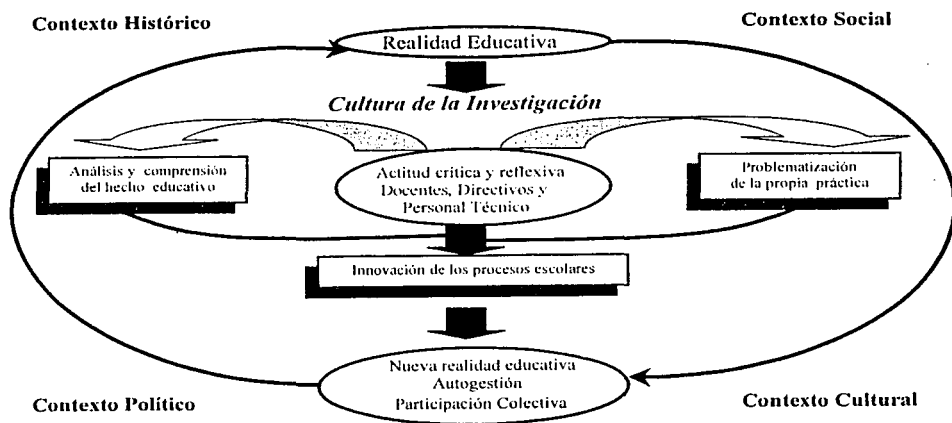 Contexto Histórico
Contexto Social
Realidad Educativa
Cultura de la Investigación
Análisis y comprensión
del hecho educativo
Actitud crítica y reflexiva
Docentes, Directivos y
Personal Técnico
Problematización
de la propia práctica
Innovación de los procesos escolares
Nueva realidad educativa
Autogestión
Participación Colectiva
Contexto Político
Contexto Cultural